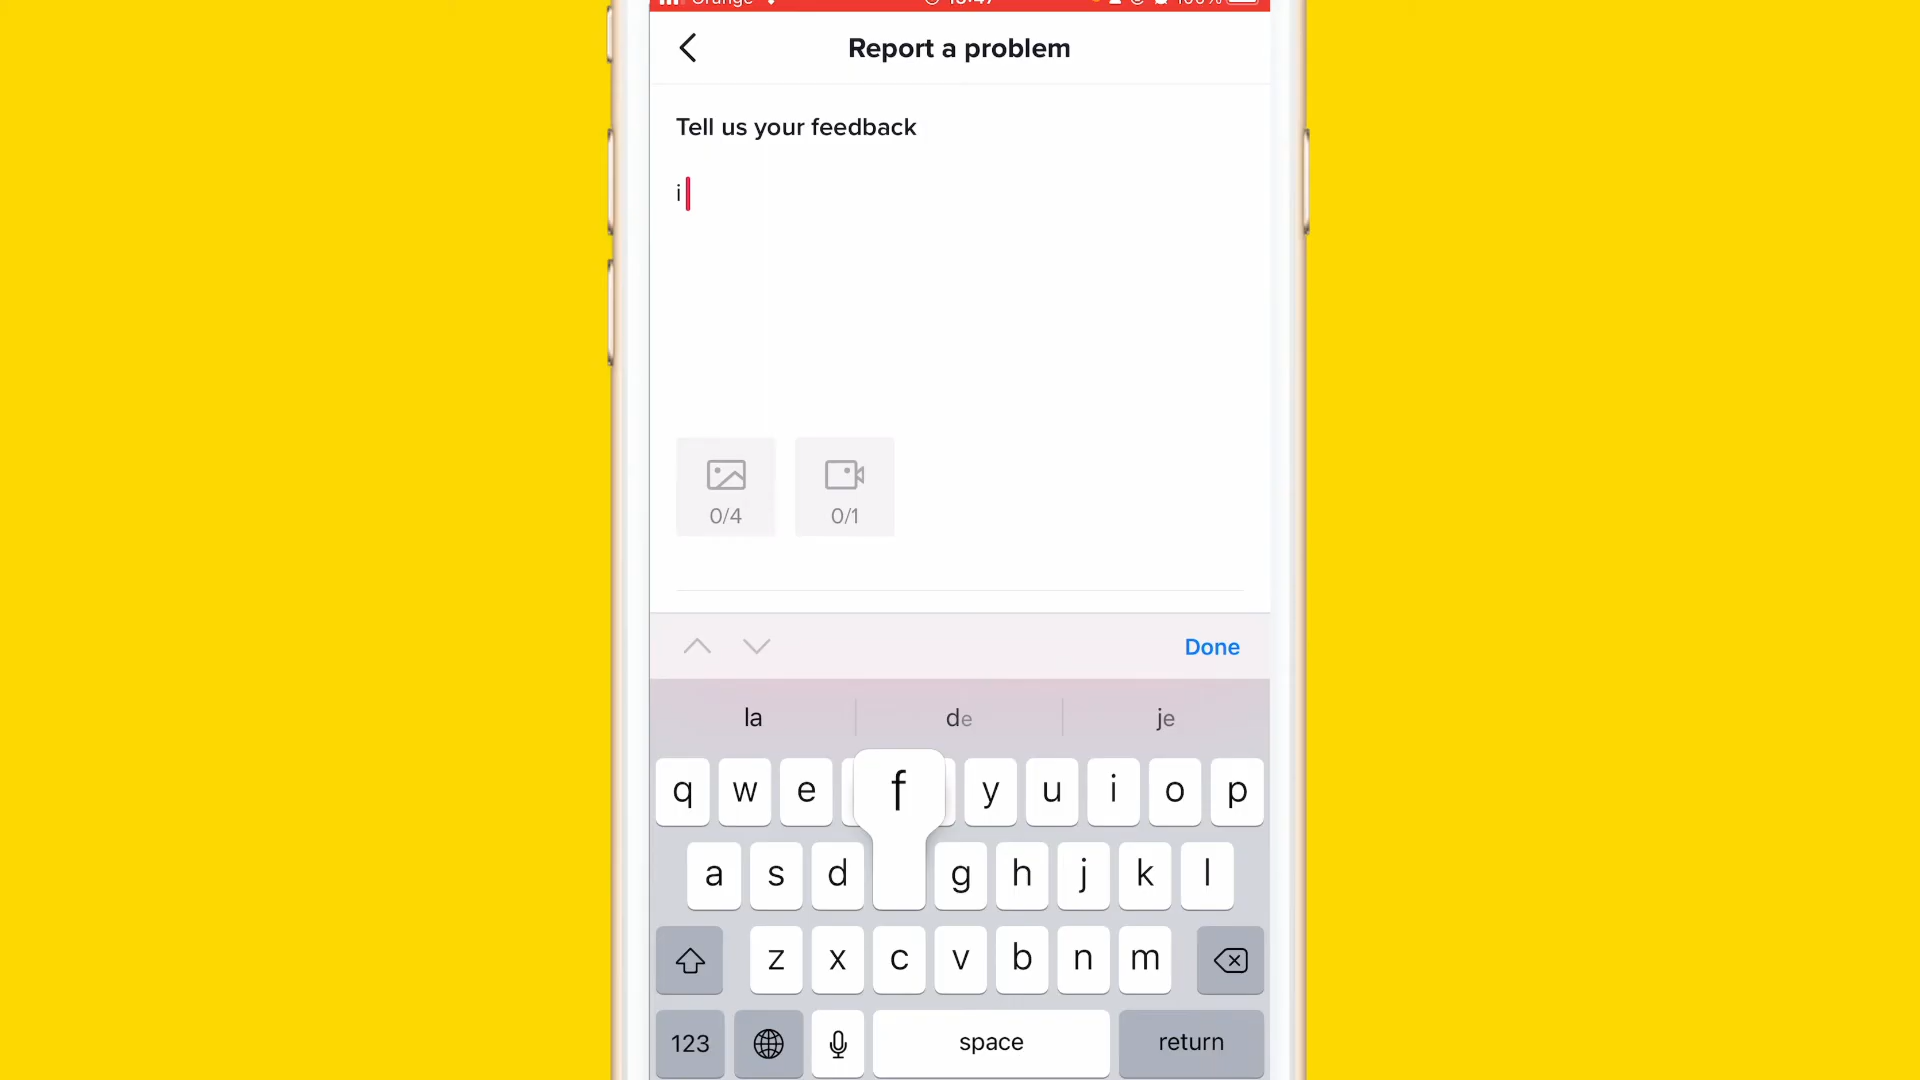 Report a problem
Tell us your feedback
i
0/4 0/1
Done
la de je
q w e f y u i o p
a s d g h j k l
z x c v b n m
123 space return